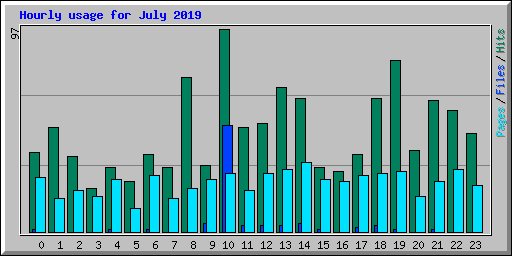 Hourly usage for July 2019
97
Pages / Files / Hits
0 1 2 3 4 5 6 7 8 9 10 11 12 13 14 15 16 17 18 19 20 21 22 23